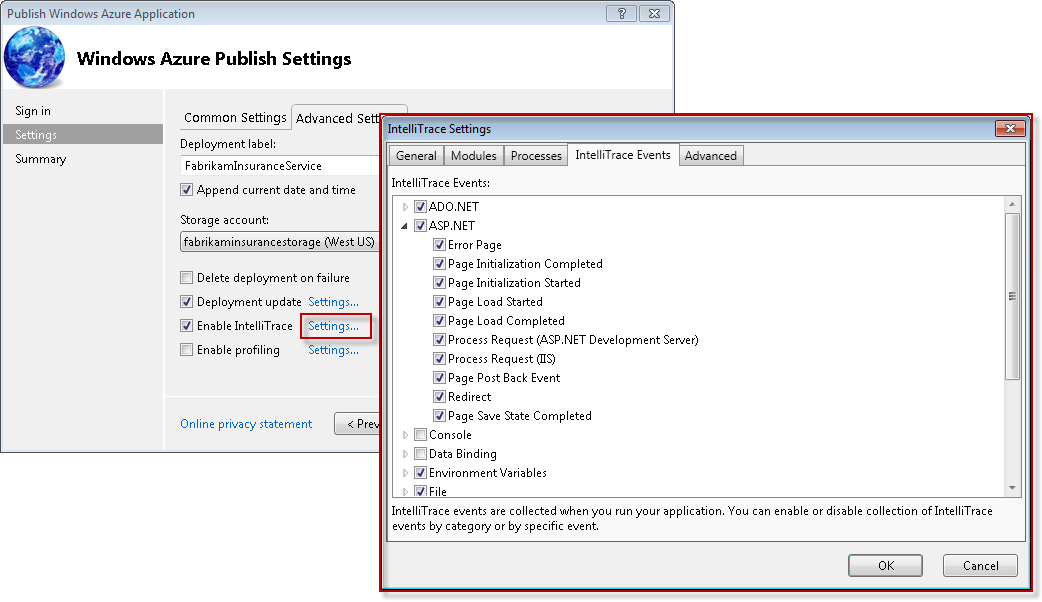 Publish Windows Azure Application
Windows Azure Publish Settings
Sign in
Settings
Summary
Common Settings
Advanced Sett
Deployment label:
FabrikamInsuranceService
Append current date and time
Storage account:
fabrikaminsurancestorage (West US)
Delete deployment on failure
Deployment update Settings...
Enable IntelliTrace Settings...
Enable profiling Settings...
Online privacy statement
< Prev
IntelliTrace Settings
General Modules Processes IntelliTrace Events Advanced
IntelliTrace Events:
ADO.NET
ASP.NET
Error Page
Page Initialization Completed
Page Initialization Started
Page Load Started
Page Load Completed
Process Request (ASP.NET Development Server)
Process Request (IIS)
Page Post Back Event
Redirect
Page Save State Completed
Console
Data Binding
Environment Variables
File
IntelliTrace events are collected when you run your application. You can enable or disable collection of IntelliTrace
events by category or by specific event.
OK Cancel